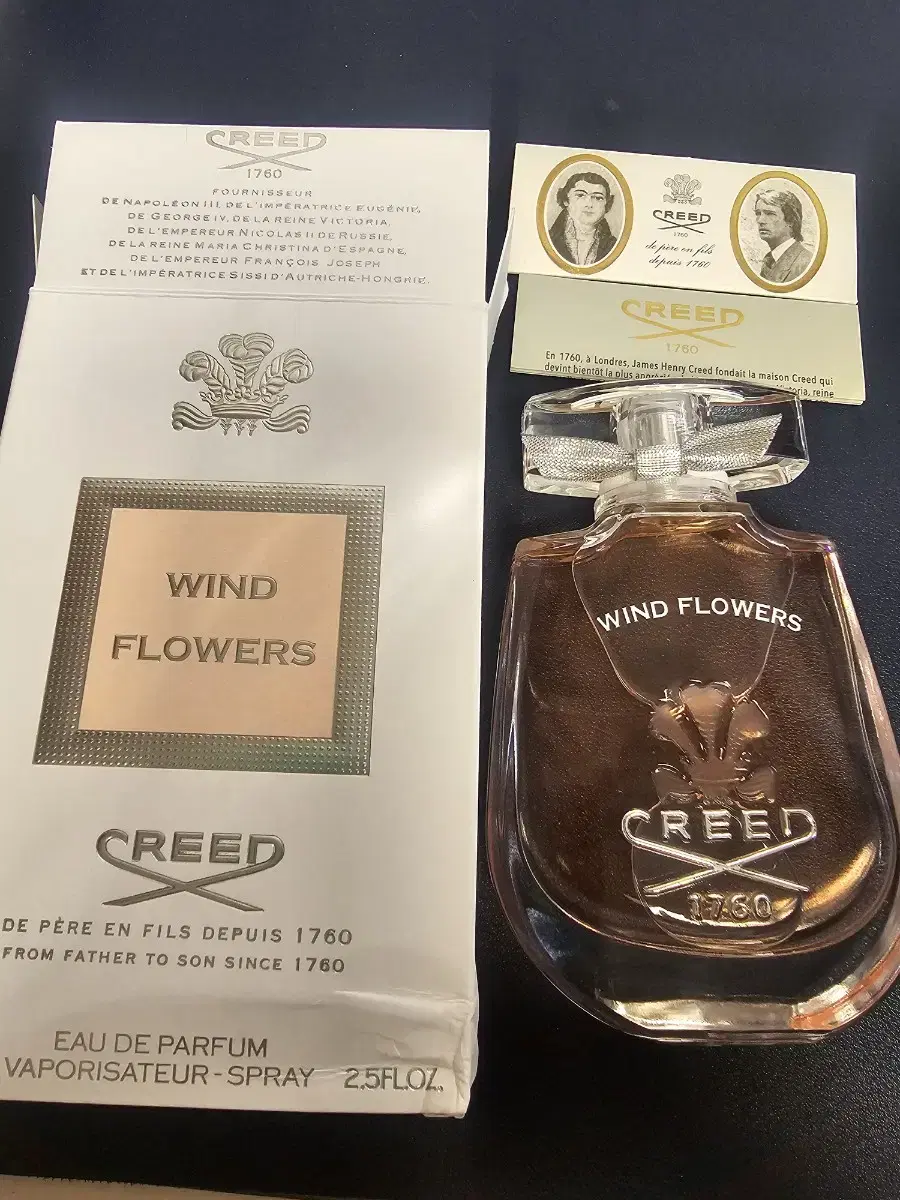 CREED
1760
FOURNISSEUR
DE NAPOLÉON III, DE L'IMPÉRATRICE EUGÉNIE,
DE GEORGE IV, DE LA REINE VICTORIA,
DE L'EMPEREUR NICOLAS II DE RUSSIE,
DE LA REINE MARIA CHRISTINA D'ESPAGNE,
DE L'EMPEREUR FRANÇOIS JOSEPH
ET DE L'IMPÉRATRICE SISSI D'AUTRICHE-HONGRIE.
WIND
FLOWERS
CREED
DE PÈRE EN FILS DEPUIS 1760
FROM FATHER TO SON SINCE 1760
EAU DE PARFUM
VAPORISATEUR - SPRAY 2.5FL.OZ.
CREED
1760
de père en fils
depuis 1760
CREED
1760
En 1760, à Londres, James Henry Creed fondait la maison Creed qui
devint bientôt la plus
reine
WIND FLOWERS
CREED
1760